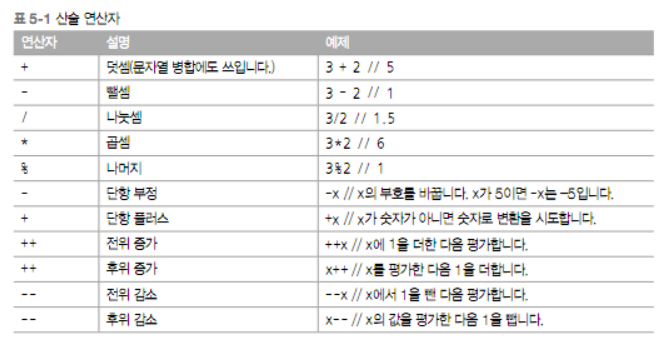 표 5-1 산술 연산자
연산자 설명 예제
+ 덧셈(문자열 병합에도 쓰입니다.) 3 + 2 // 5
- 뺄셈 3 - 2 // 1
/ 나눗셈 3/2 // 1.5
* 곱셈 3*2 // 6
% 나머지 3%2 // 1
- 단항 부정 -x // x의 부호를 바꿉니다. x가 5이면 -x는 -5입니다.
+ 단항 플러스 +x // x가 숫자가 아니면 숫자로 변환을 시도합니다.
++ 전위 증가 ++x // x에 1을 더한 다음 평가합니다.
++ 후위 증가 x++ // x를 평가한 다음 1을 더합니다.
-- 전위 감소 --x // x에서 1을 뺀 다음 평가합니다.
-- 후위 감소 x-- // x의 값을 평가한 다음 1을 뺍니다.